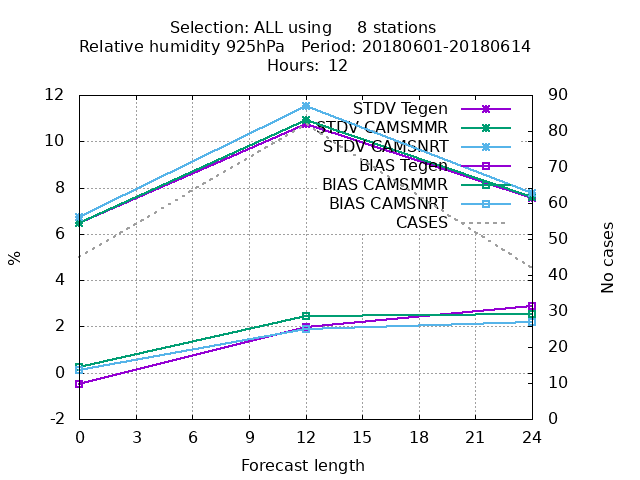 Selection: ALL using     8 stations
Relative humidity 925hPa   Period: 20180601-20180614
Hours: 12
12 90
STDV Tegen
STDV CAMSMMR
80
10
STDV CAMSNRT
BIAS Tegen
70
8
BIAS CAMSMMR
BIAS CAMSNRT
60
CASES
6
50
%
No cases
4 40
30
2
20
0
10
-2 0
0 3 6 9 12 15 18 21 24
Forecast length